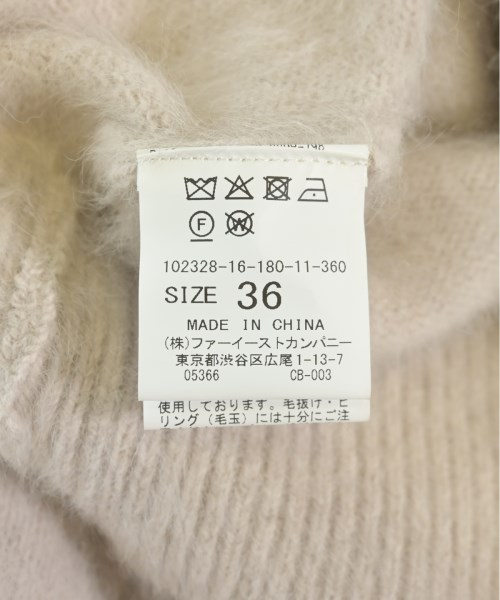 F W
102328-16-180-11-360
SIZE 36
MADE IN CHINA
(株)ファーイーストカンパニー
東京都渋谷区広尾1-13-7
05366 CB-003
使用しております。毛抜け・ピ
リング(毛玉)には十分にご注